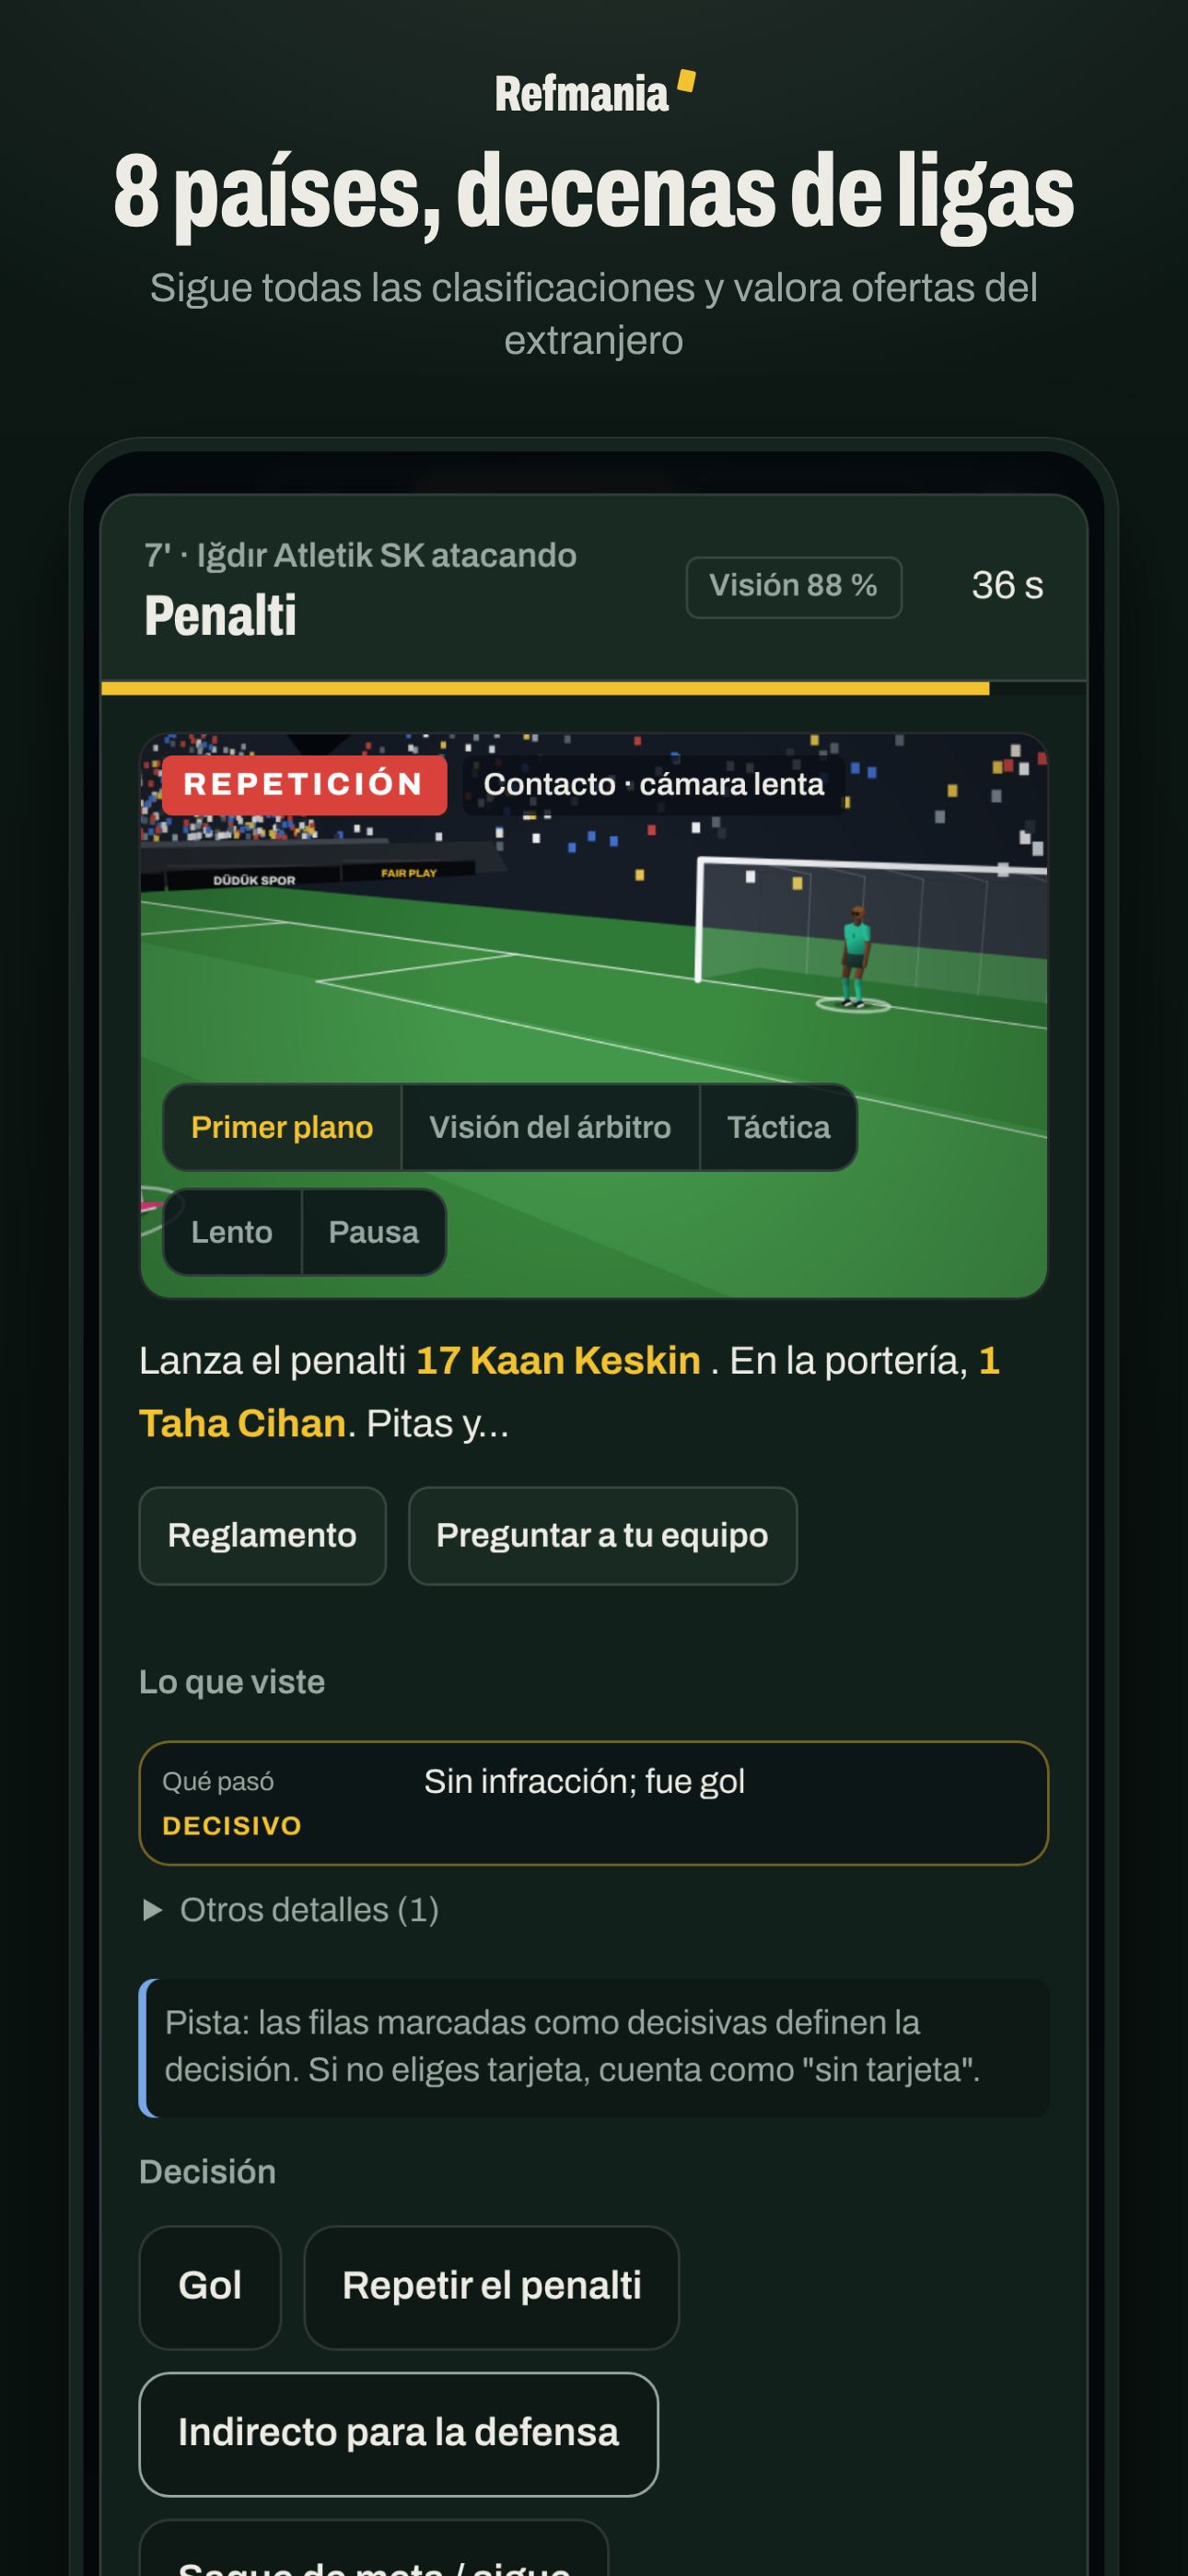 Refmania
8 países, decenas de ligas
Sigue todas las clasificaciones y valora ofertas del
extranjero
7' · Iğdır Atletik SK atacando
Penalti
Visión 88 %
36 s
REPETICIÓN
Contacto · cámara lenta
DÜDÜK SPOR
FAIR PLAY
Primer plano
Visión del árbitro
Táctica
Lento
Pausa
Lanza el penalti 17 Kaan Keskin . En la portería, 1
Taha Cihan. Pitas y...
Reglamento
Preguntar a tu equipo
Lo que viste
Qué pasó
DECISIVO
Sin infracción; fue gol
▶ Otros detalles (1)
Pista: las filas marcadas como decisivas definen la
decisión. Si no eliges tarjeta, cuenta como "sin tarjeta".
Decisión
Gol
Repetir el penalti
Indirecto para la defensa
Saque de meta / sigue